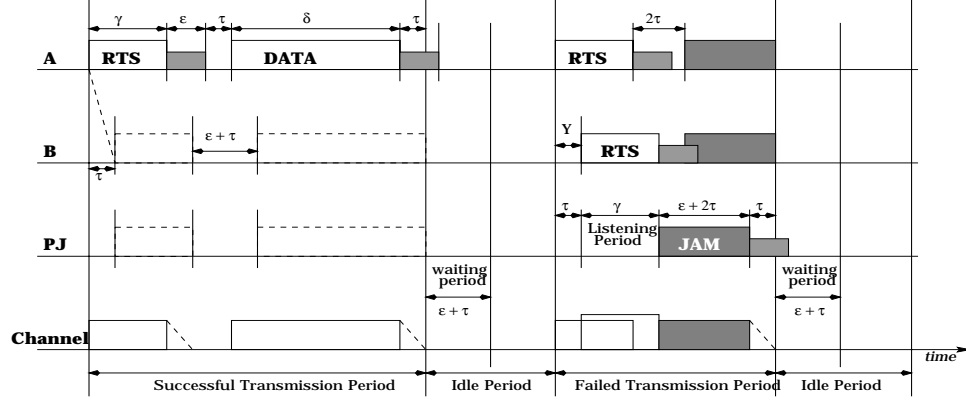 γ ε τ δ τ 2τ
A RTS DATA RTS
ε + τ Y
B RTS
τ
τ γ ε + 2τ τ
Listening
Period
PJ JAM
waiting
period
waiting
period
ε + τ ε + τ
Channel
time
Successful Transmission Period Idle Period Failed Transmission Period Idle Period